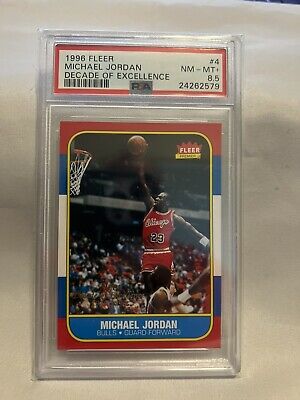 1996 FLEER #4
MICHAEL JORDAN NM - MT+
DECADE OF EXCELLENCE 8.5
PSA 24262579
FLEER
PREMIER
Chicago
23
MICHAEL JORDAN
BULLS • GUARD-FORWARD